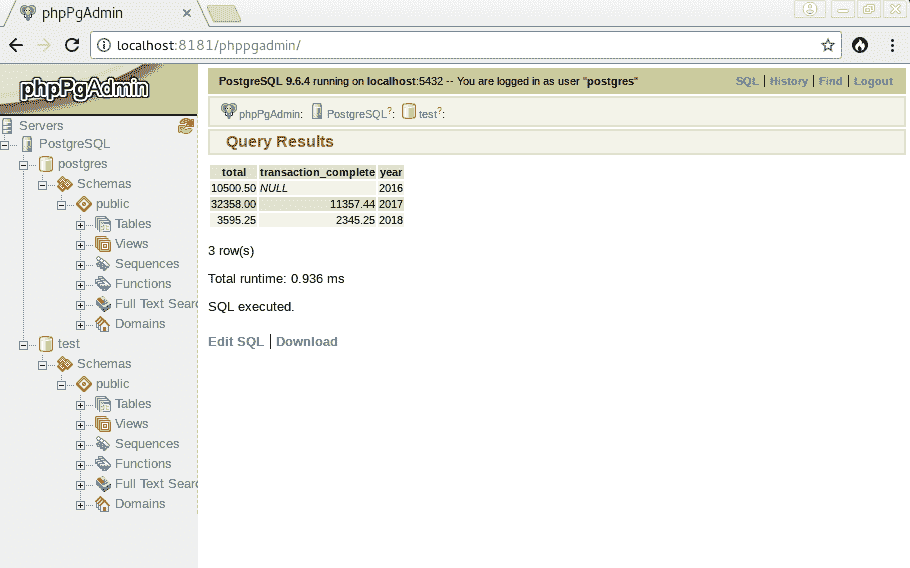 phpPgAdmin
localhost:8181/phppgadmin/
phpPgAdmin
Servers
PostgreSQL
postgres
Schemas
public
Tables
Views
Sequences
Functions
Full Text Sear
Domains
test
Schemas
public
Tables
Views
Sequences
Functions
Full Text Sear
Domains
PostgreSQL 9.6.4 running on localhost:5432 -- You are logged in as user "postgres"
SQL | History | Find | Logout
phpPgAdmin: PostgreSQL?: test?:
Query Results
total transaction_complete year
10500.50 NULL 2016
32358.00 11357.44 2017
3595.25 2345.25 2018
3 row(s)
Total runtime: 0.936 ms
SQL executed.
Edit SQL | Download